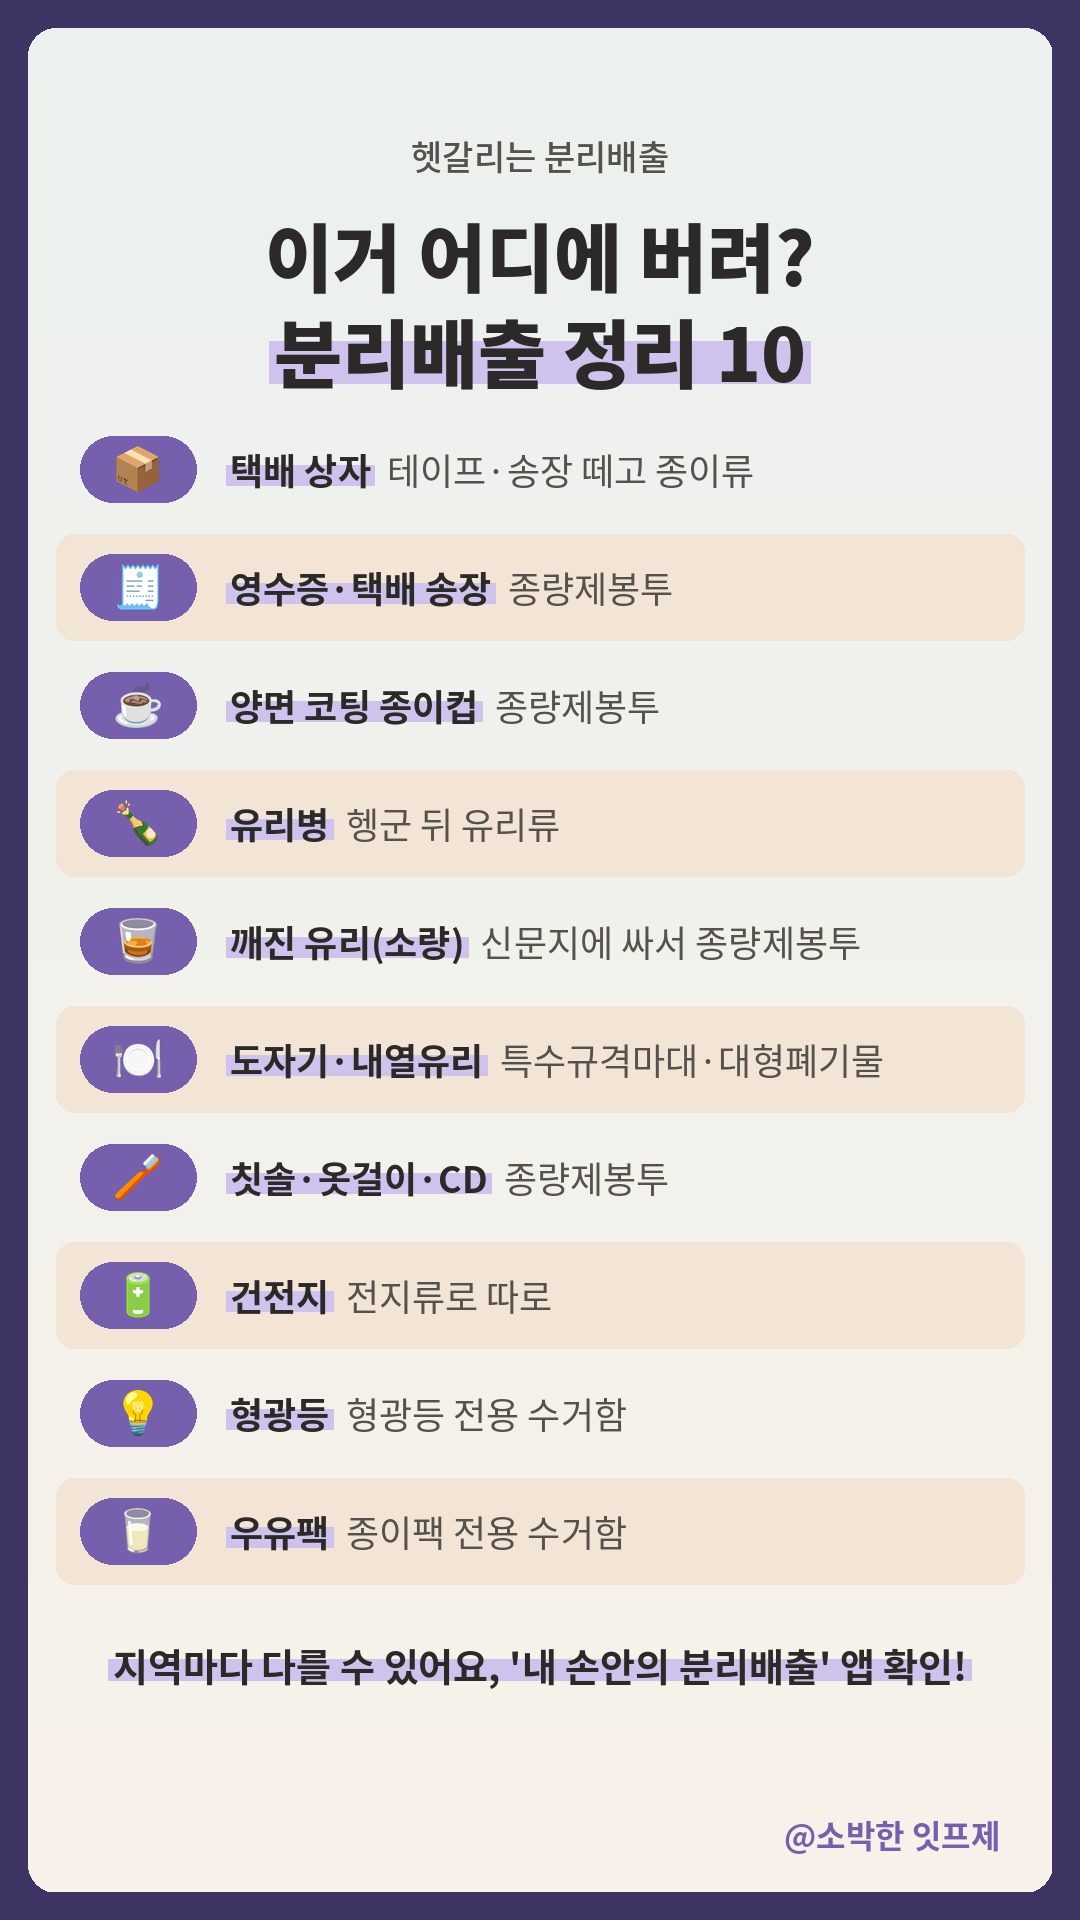 헷갈리는 분리배출
이거 어디에 버려?
분리배출 정리 10
택배 상자 테이프·송장 떼고 종이류
영수증·택배 송장 종량제봉투
양면 코팅 종이컵 종량제봉투
유리병 헹군 뒤 유리류
깨진 유리(소량) 신문지에 싸서 종량제봉투
도자기·내열유리 특수규격마대·대형폐기물
칫솔·옷걸이·CD 종량제봉투
건전지 전지류로 따로
형광등 형광등 전용 수거함
우유팩 종이팩 전용 수거함
지역마다 다를 수 있어요, '내 손안의 분리배출' 앱 확인!
@소박한 잇프제